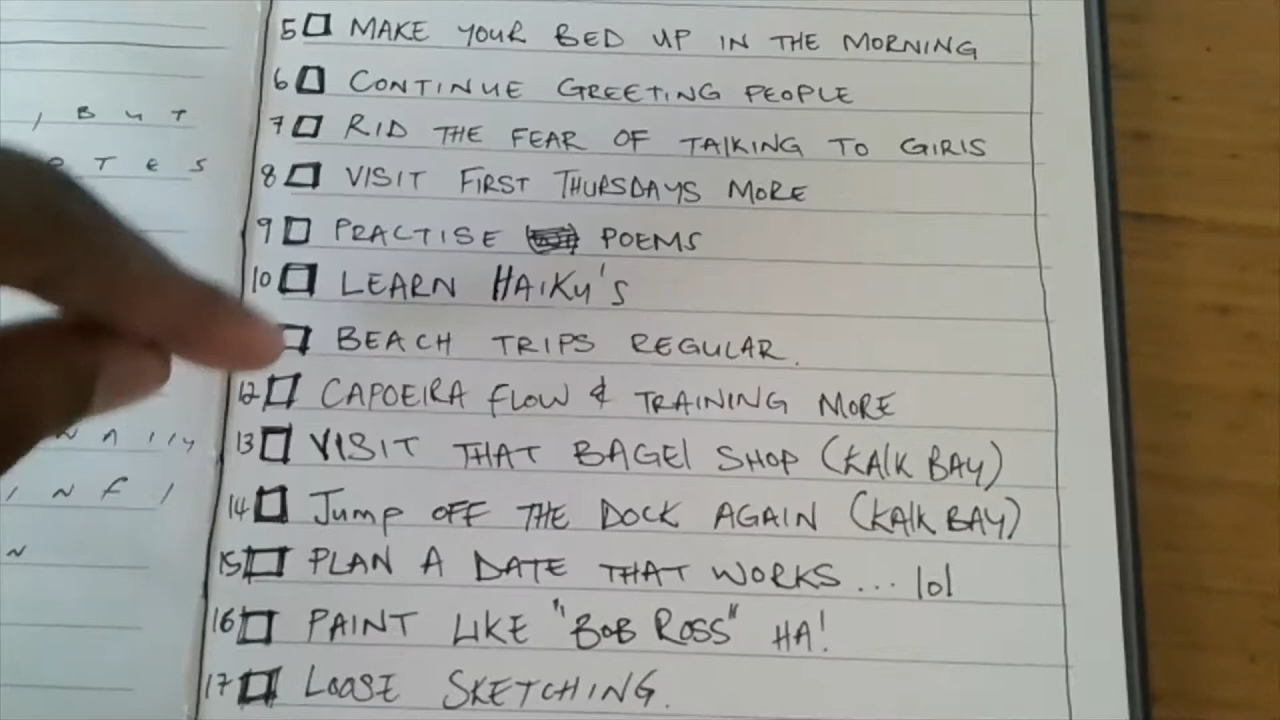 , B u T
T e s
N A l l y
I N F I
N
5 MAKE YOUR BED UP IN THE MORNING
6 CONTINUE GREETING PEOPLE
7 RID THE FEAR OF TAlKING TO GIRlS
8 VISIT FIRST THURSDAYS MORE
9 PRACTISE POEMS
10 LEARN HAiKu's
BEACH TRIPS REGULAR.
12 CAPOEIRA FlOW & TRAINING MORE
13 VISIT THAT BAGEl SHOP (KAlK BAY)
14 Jump OFF THE DOCK AGAIN (KAlK BAY)
15 PLAN A DATE THAT WORKS... lol
16 PAINT LIKE "BOB ROSS" HA!
17 LOOSE SKETCHING.